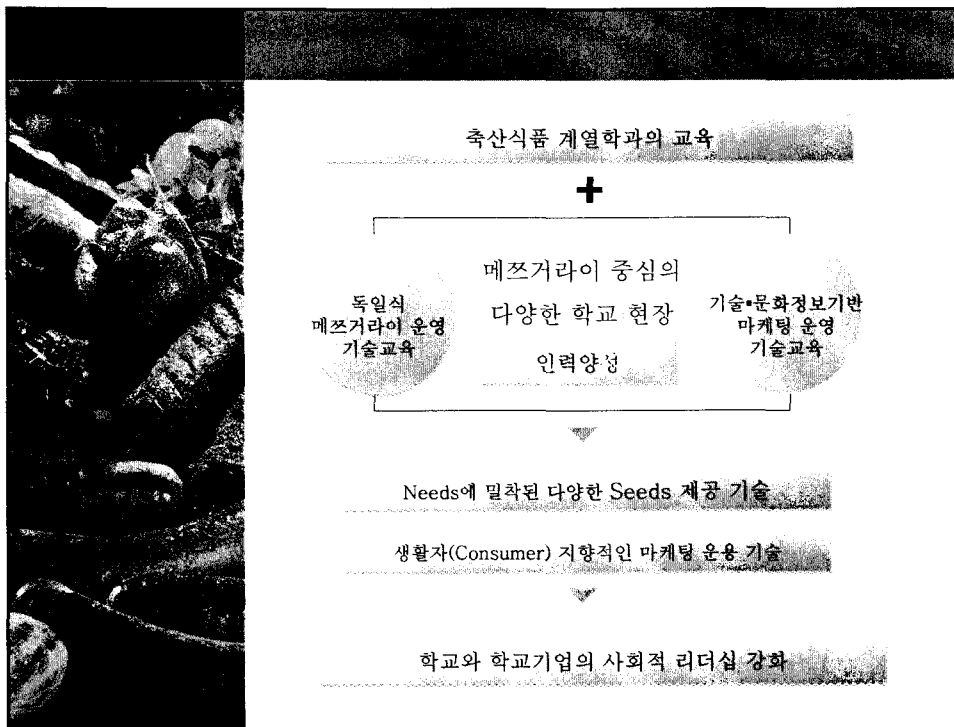 축산식품 계열학과의 교육
+
독일식
메쯔거라이 운영
기술교육
메쯔거라이 중심의
다양한 학교 현장
인력양성
기술▪문화정보기반
마케팅 운영
기술교육
Needs에 밀착된 다양한 Seeds 제공 기술
생활자(Consumer) 지향적인 마케팅 운용 기술
학교와 학교기업의 사회적 리더십 강화